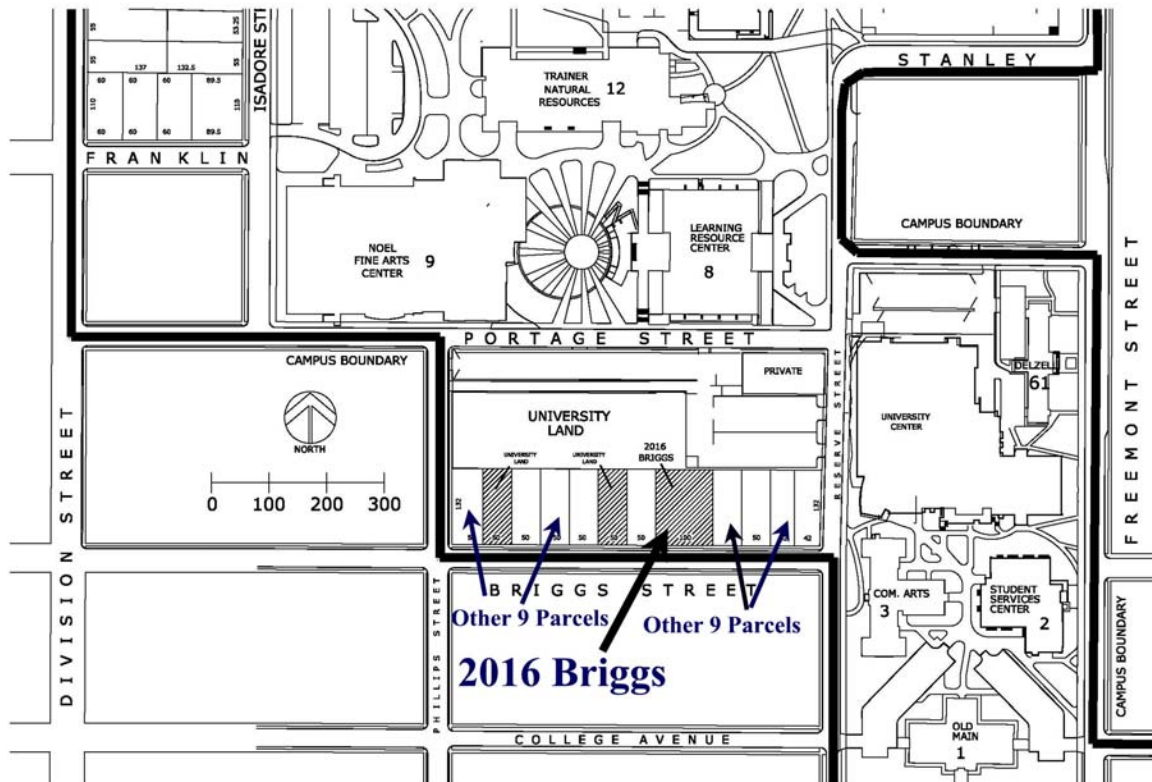 ISADORE ST
53.25
55
55
55
137
132.5
60
60
60
89.5
110
110
60
60
60
89.5
FRANKLIN
TRAINER
NATURAL
RESOURCES
12
STANLEY
CAMPUS BOUNDARY
NOEL
FINE ARTS
CENTER
9
LEARNING
RESOURCE
CENTER
8
PORTAGE STREET
CAMPUS BOUNDARY
NORTH
0 100 200 300
PRIVATE
UNIVERSITY
LAND
UNIVERSITY
LAND
UNIVERSITY
LAND
2016
BRIGGS
132
132
50
50
50
50
42
RESERVE STREET
DELZELL
61
UNIVERSITY
CENTER
FREEMONT STREET
DIVISION STREET
PHILLIPS STREET
BRIGGS STREET
Other 9 Parcels
Other 9 Parcels
2016 Briggs
COM. ARTS
3
STUDENT
SERVICES
CENTER
2
CAMPUS BOUNDARY
COLLEGE AVENUE
OLD
MAIN
1